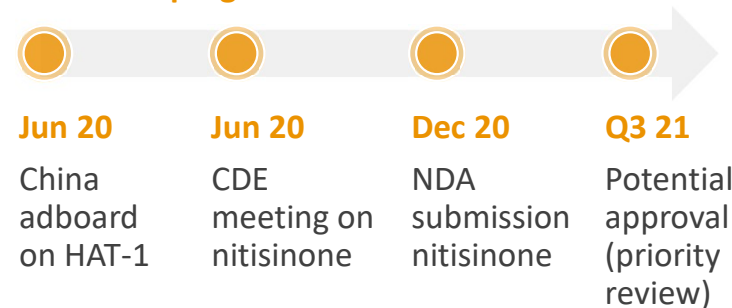 Jun 20
China
adboard
on HAT-1
Jun 20
CDE
meeting on
nitisinone
Dec 20
NDA
submission
nitisinone
Q3 21
Potential
approval
(priority
review)